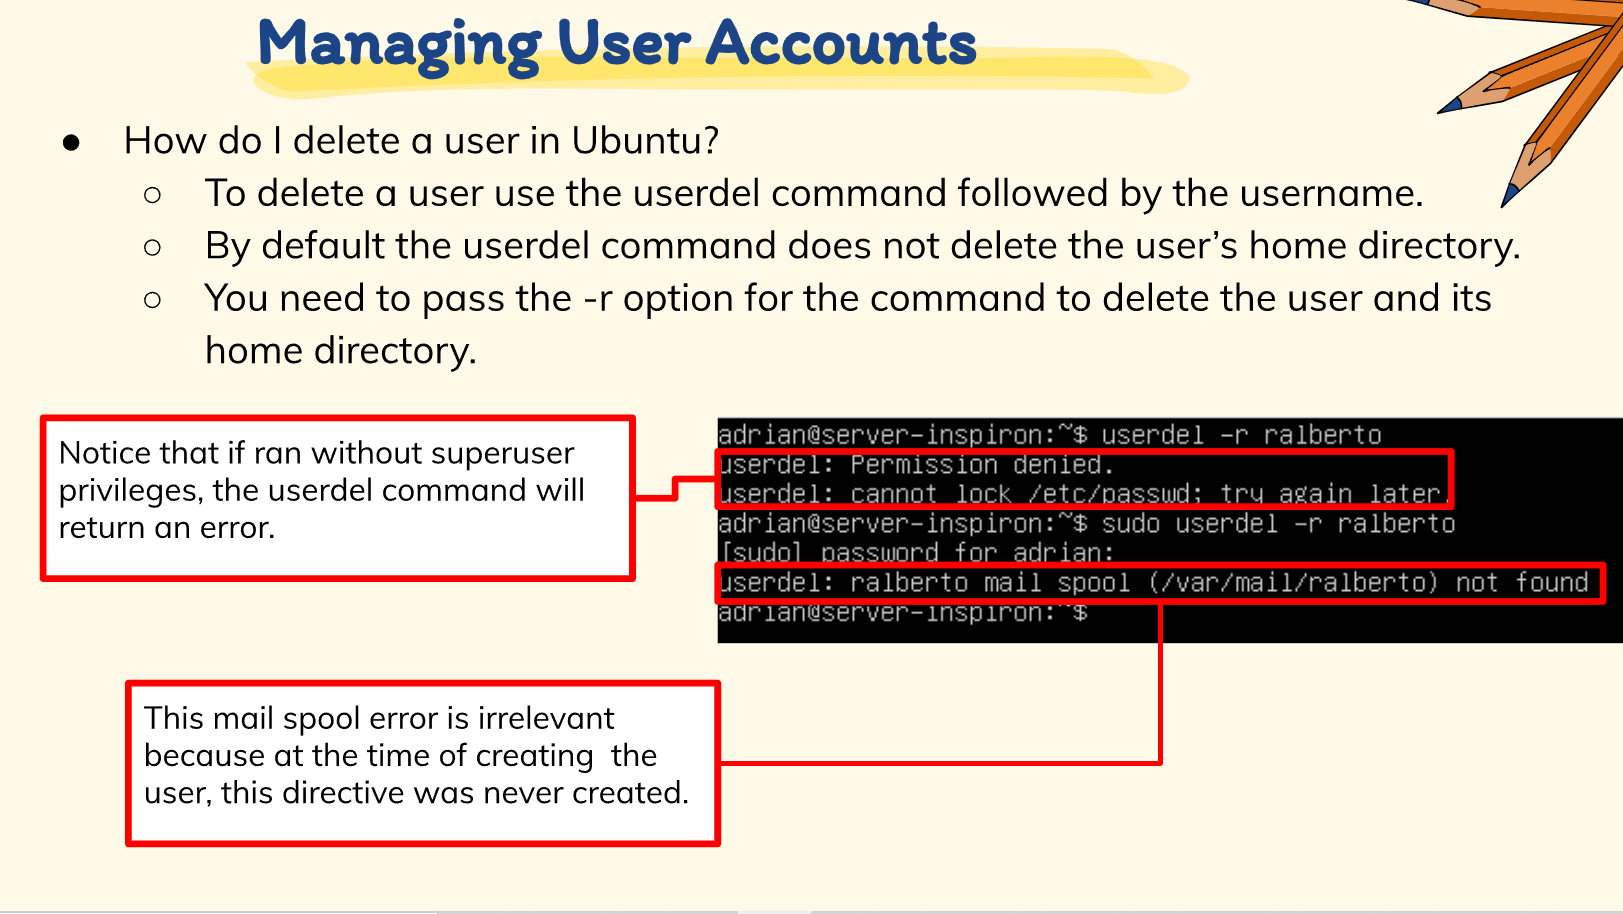 Managing User Accounts
● How do I delete a user in Ubuntu?
○ To delete a user use the userdel command followed by the username.
○ By default the userdel command does not delete the user’s home directory.
○ You need to pass the -r option for the command to delete the user and its
home directory.
Notice that if ran without superuser
privileges, the userdel command will
return an error.
adrian@server-inspiron:~$ userdel -r ralberto
userdel: Permission denied.
userdel: cannot lock /etc/passwd; try again later.
adrian@server-inspiron:~$ sudo userdel -r ralberto
[sudo] password for adrian:
userdel: ralberto mail spool (/var/mail/ralberto) not found
adrian@server-inspiron:~$
This mail spool error is irrelevant
because at the time of creating  the
user, this directive was never created.